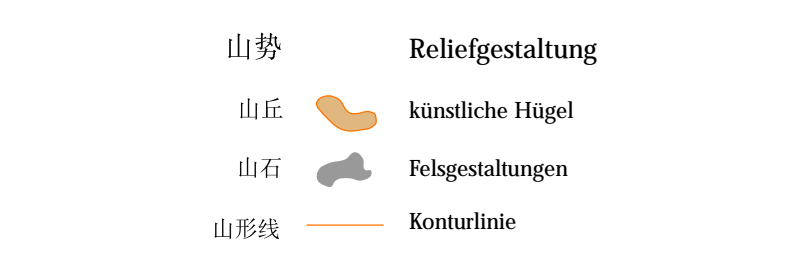 山势 Reliefgestaltung
山丘 künstliche Hügel
山石 Felsgestaltungen
山形线 Konturlinie